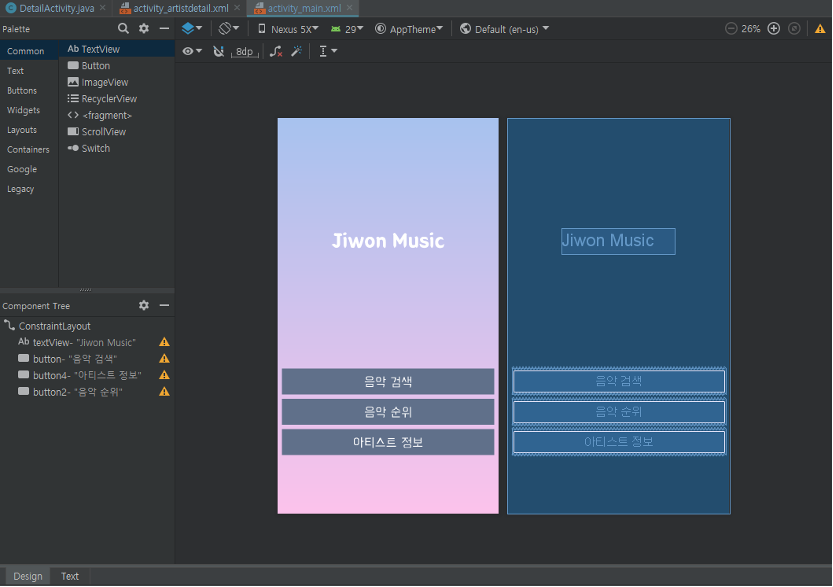 DetailActivity.java
activity_artistdetail.xml
activity_main.xml
Palette
Nexus 5X
29
AppTheme
Default (en-us)
26%
8dp
Common
Text
Buttons
Widgets
Layouts
Containers
Google
Legacy
Ab TextView
Button
ImageView
RecyclerView
<> <fragment>
ScrollView
Switch
Component Tree
ConstraintLayout
Ab textView- "Jiwon Music"
button- "음악 검색"
button4- "아티스트 정보"
button2- "음악 순위"
Jiwon Music
음악 검색
음악 순위
아티스트 정보
Jiwon Music
음악 검색
음악 순위
아티스트 정보
Design
Text